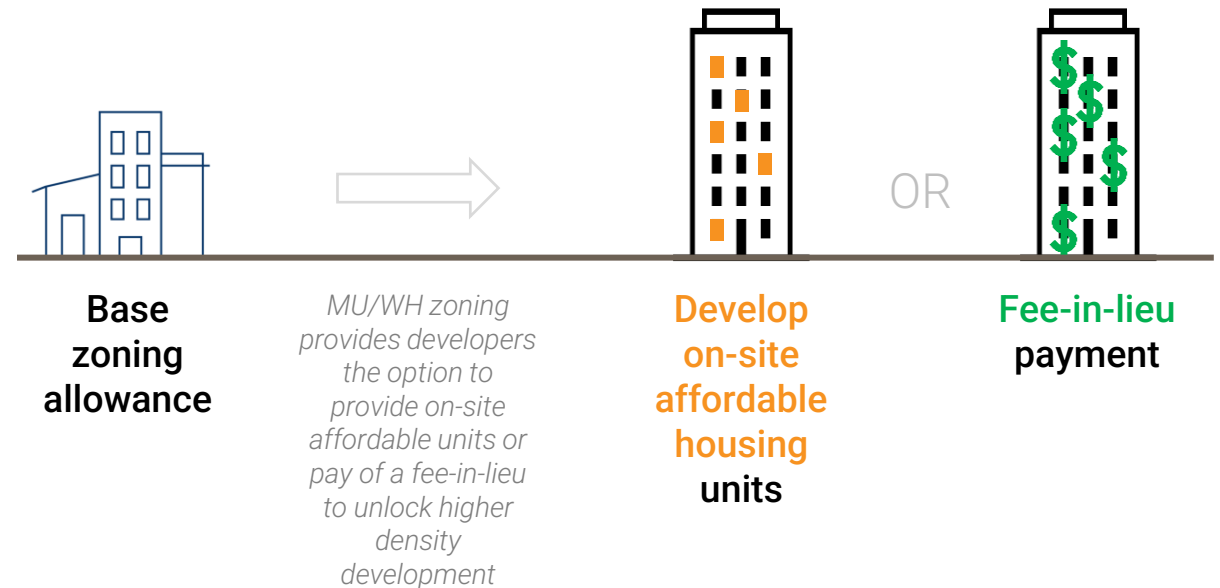 OR
Base
zoning
allowance
MU/WH zoning
provides developers
the option to
provide on-site
affordable units or
pay of a fee-in-lieu
to unlock higher
density
development
Develop
on-site
affordable
housing
units
Fee-in-lieu
payment